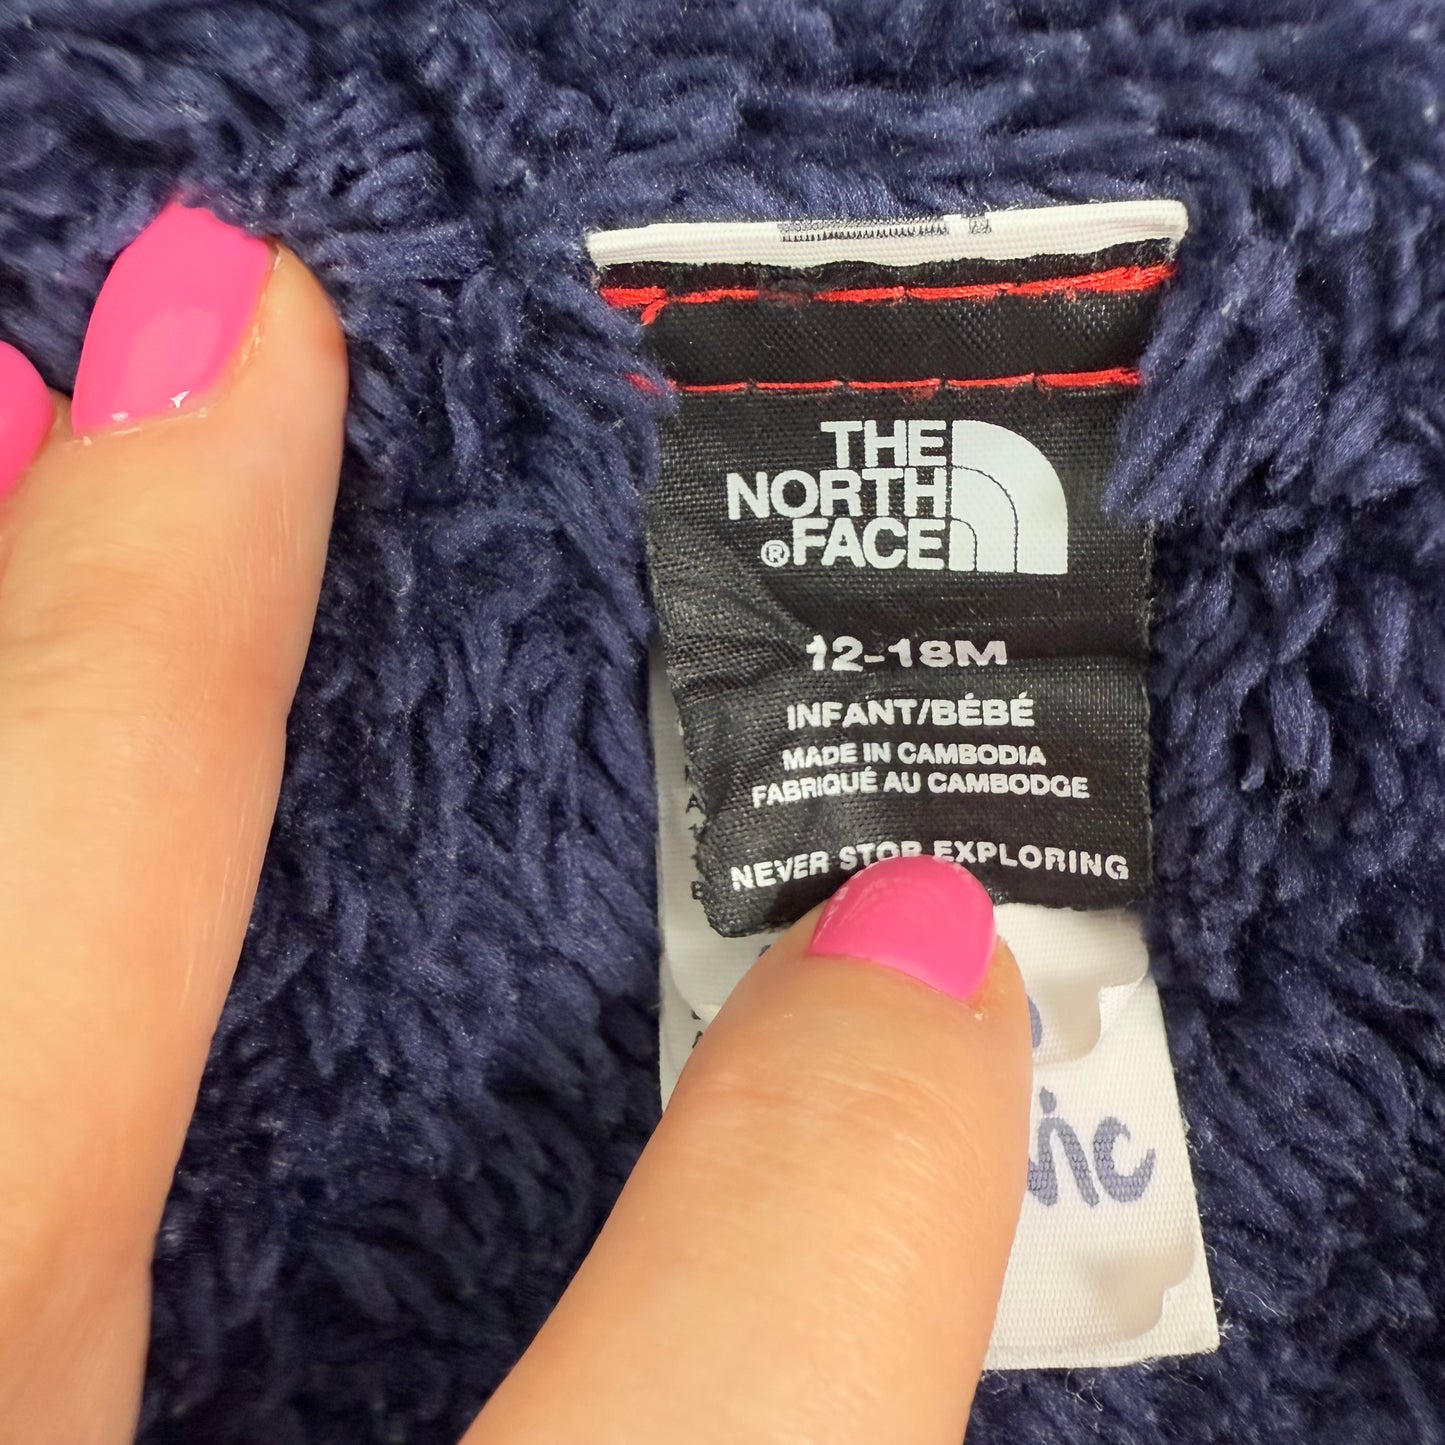 THE
NORTH
®FACE
12-18M
INFANT/BÉBÉ
MADE IN CAMBODIA
FABRIQUÉ AU CAMBODGE
NEVER STOP EXPLORING